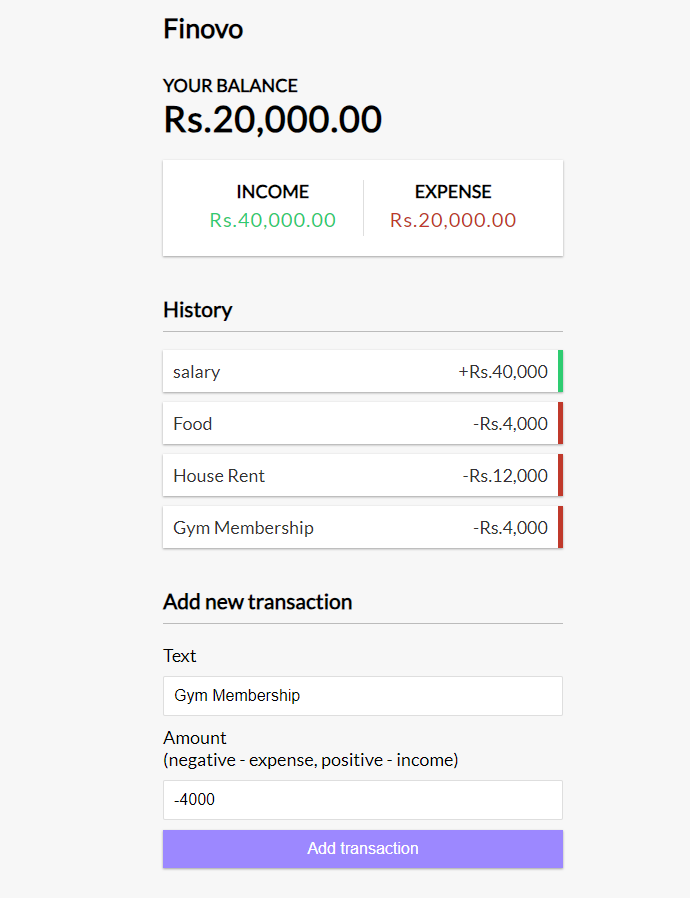 Finovo
YOUR BALANCE
Rs.20,000.00
INCOME EXPENSE
Rs.40,000.00 Rs.20,000.00
History
salary +Rs.40,000
Food -Rs.4,000
House Rent -Rs.12,000
Gym Membership -Rs.4,000
Add new transaction
Text
Gym Membership
Amount
(negative - expense, positive - income)
-4000
Add transaction